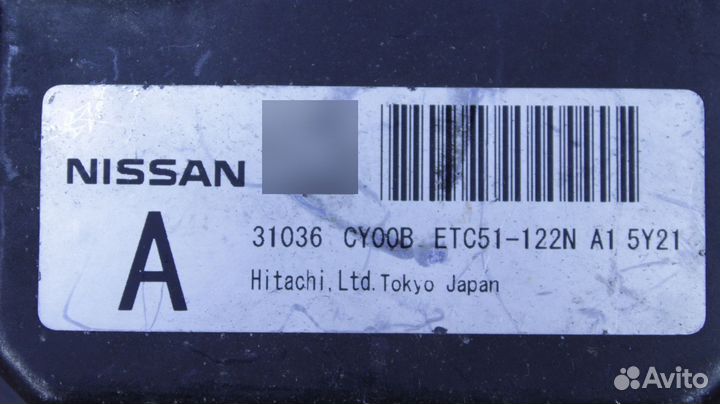 NISSAN
A
31036 CY00B ETC51-122N A1 5Y21
Hitachi,Ltd.Tokyo Japan
Avito